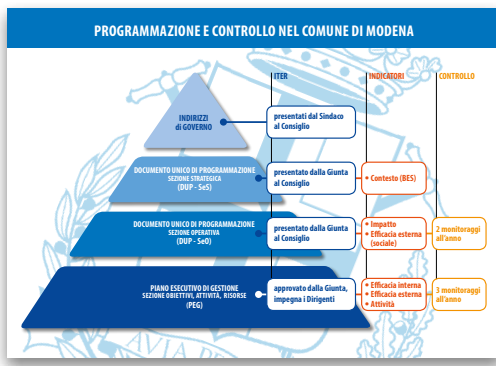 PROGRAMMAZIONE E CONTROLLO NEL COMUNE DI MODENA
ITER
INDICATORI
CONTROLLO
INDIRIZZI
di GOVERNO
presentati dal Sindaco
al Consiglio
DOCUMENTO UNICO DI PROGRAMMAZIONE
SEZIONE STRATEGICA
(DUP - SeS)
presentato dalla Giunta
al Consiglio
• Contesto (BES)
DOCUMENTO UNICO DI PROGRAMMAZIONE
SEZIONE OPERATIVA
(DUP - SeO)
presentato dalla Giunta
al Consiglio
• Impatto
• Efficacia esterna
(sociale)
2 monitoraggi
all'anno
PIANO ESECUTIVO DI GESTIONE
SEZIONE OBIETTIVI, ATTIVITÀ, RISORSE
(PEG)
approvato dalla Giunta,
impegna i Dirigenti
• Efficacia interna
• Efficacia esterna
• Attività
3 monitoraggi
all'anno
AVIA